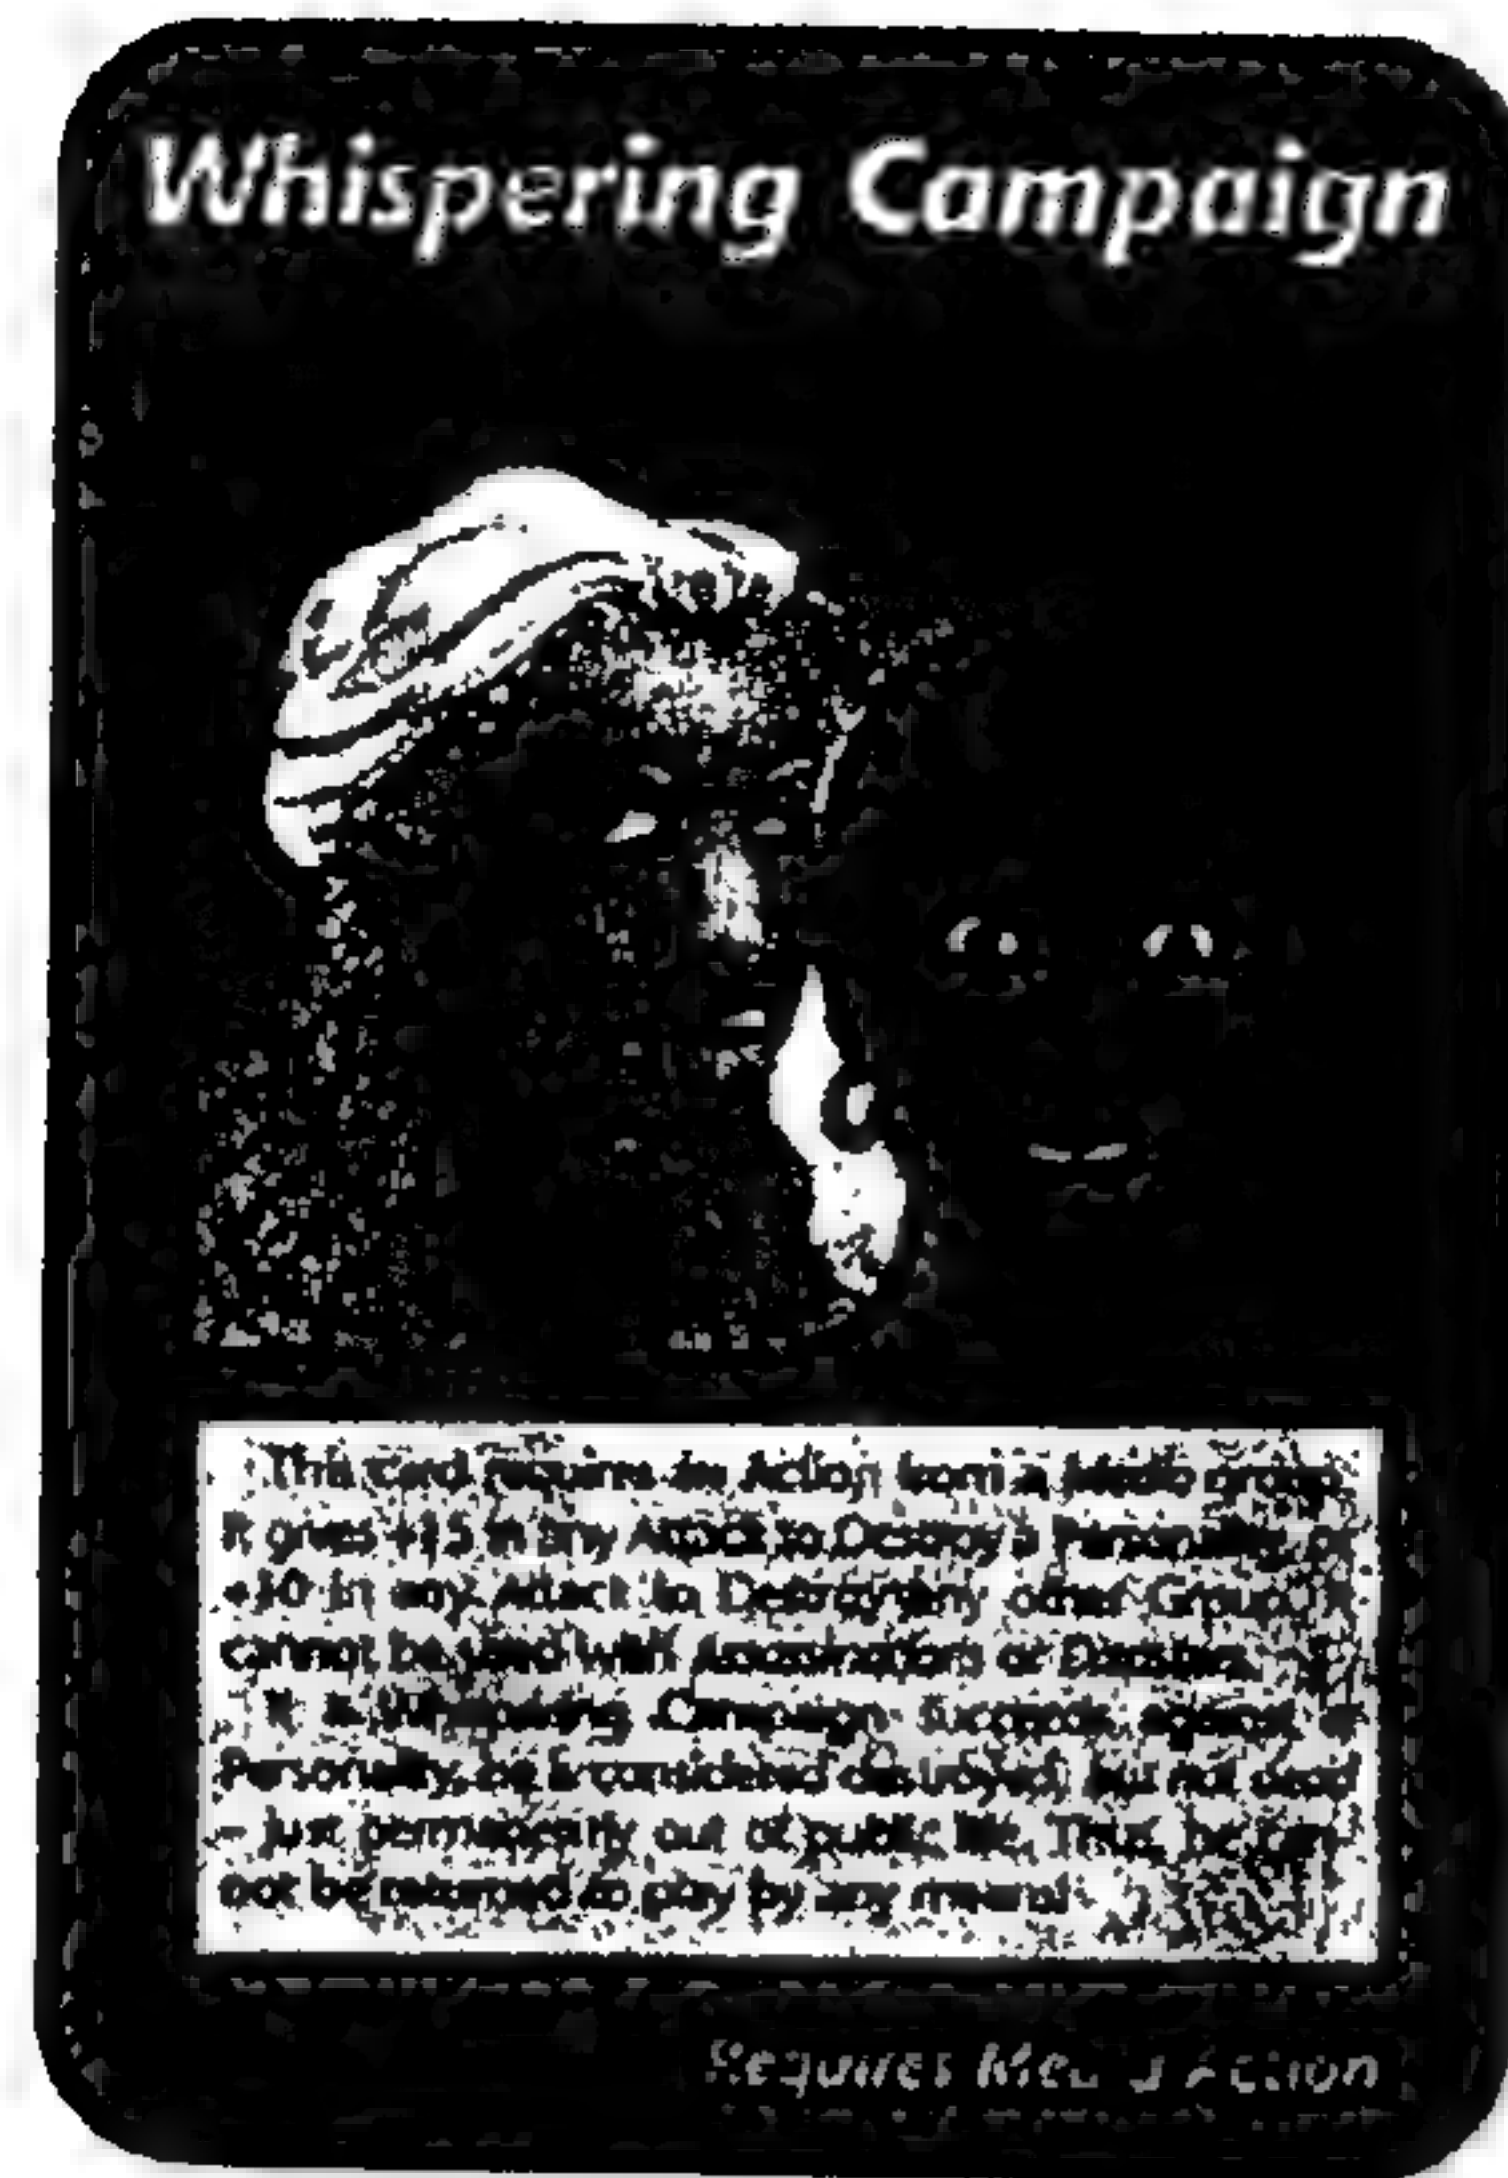 Whispering Campaign
This card requires an Action from a Media group.
It gives +15 in any Attack to Destroy a Personality, or
+10 in any Attack to Destroy any other Group. It
cannot be used with Assassinations or Disasters.
If a Whispering Campaign succeeds against a
Personality, he is considered destroyed, but not dead
– just permanently out of public life. Thus, he can
not be returned to play by any means!
Requires Media Action